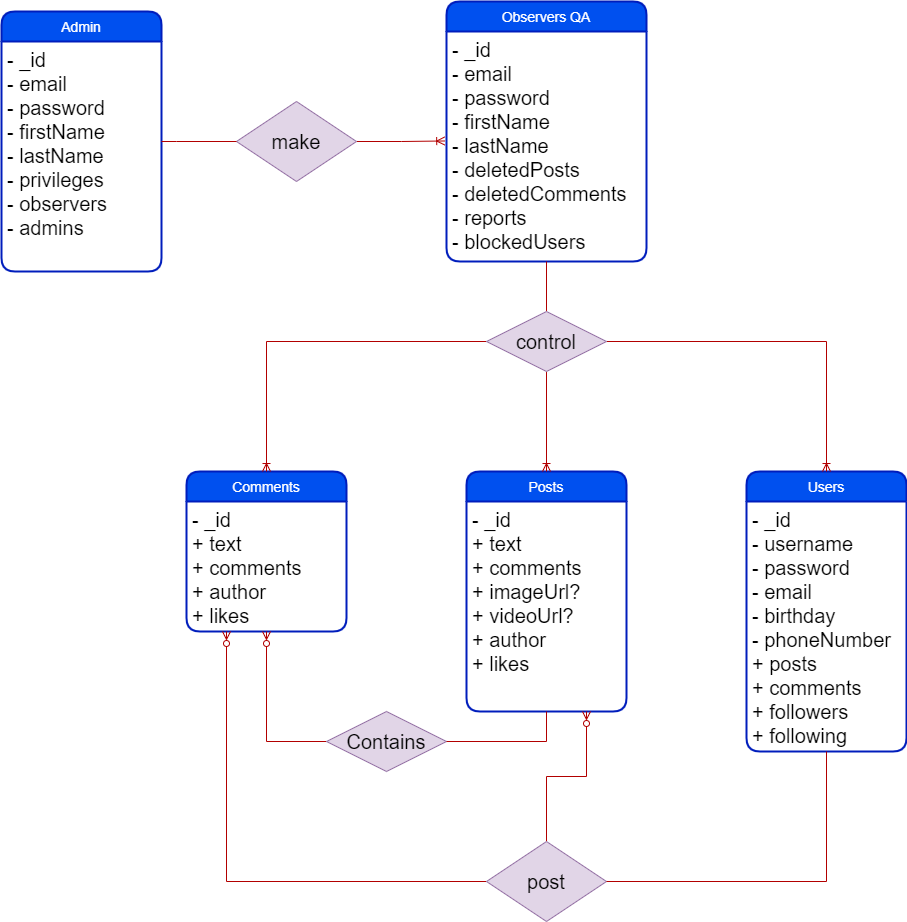 Admin
- _id
- email
- password
- firstName
- lastName
- privileges
- observers
- admins
make
Observers QA
- _id
- email
- password
- firstName
- lastName
- deletedPosts
- deletedComments
- reports
- blockedUsers
control
Comments
- _id
+ text
+ comments
+ author
+ likes
Posts
- _id
+ text
+ comments
+ imageUrl?
+ videoUrl?
+ author
+ likes
Users
- _id
- username
- password
- email
- birthday
- phoneNumber
+ posts
+ comments
+ followers
+ following
Contains
post